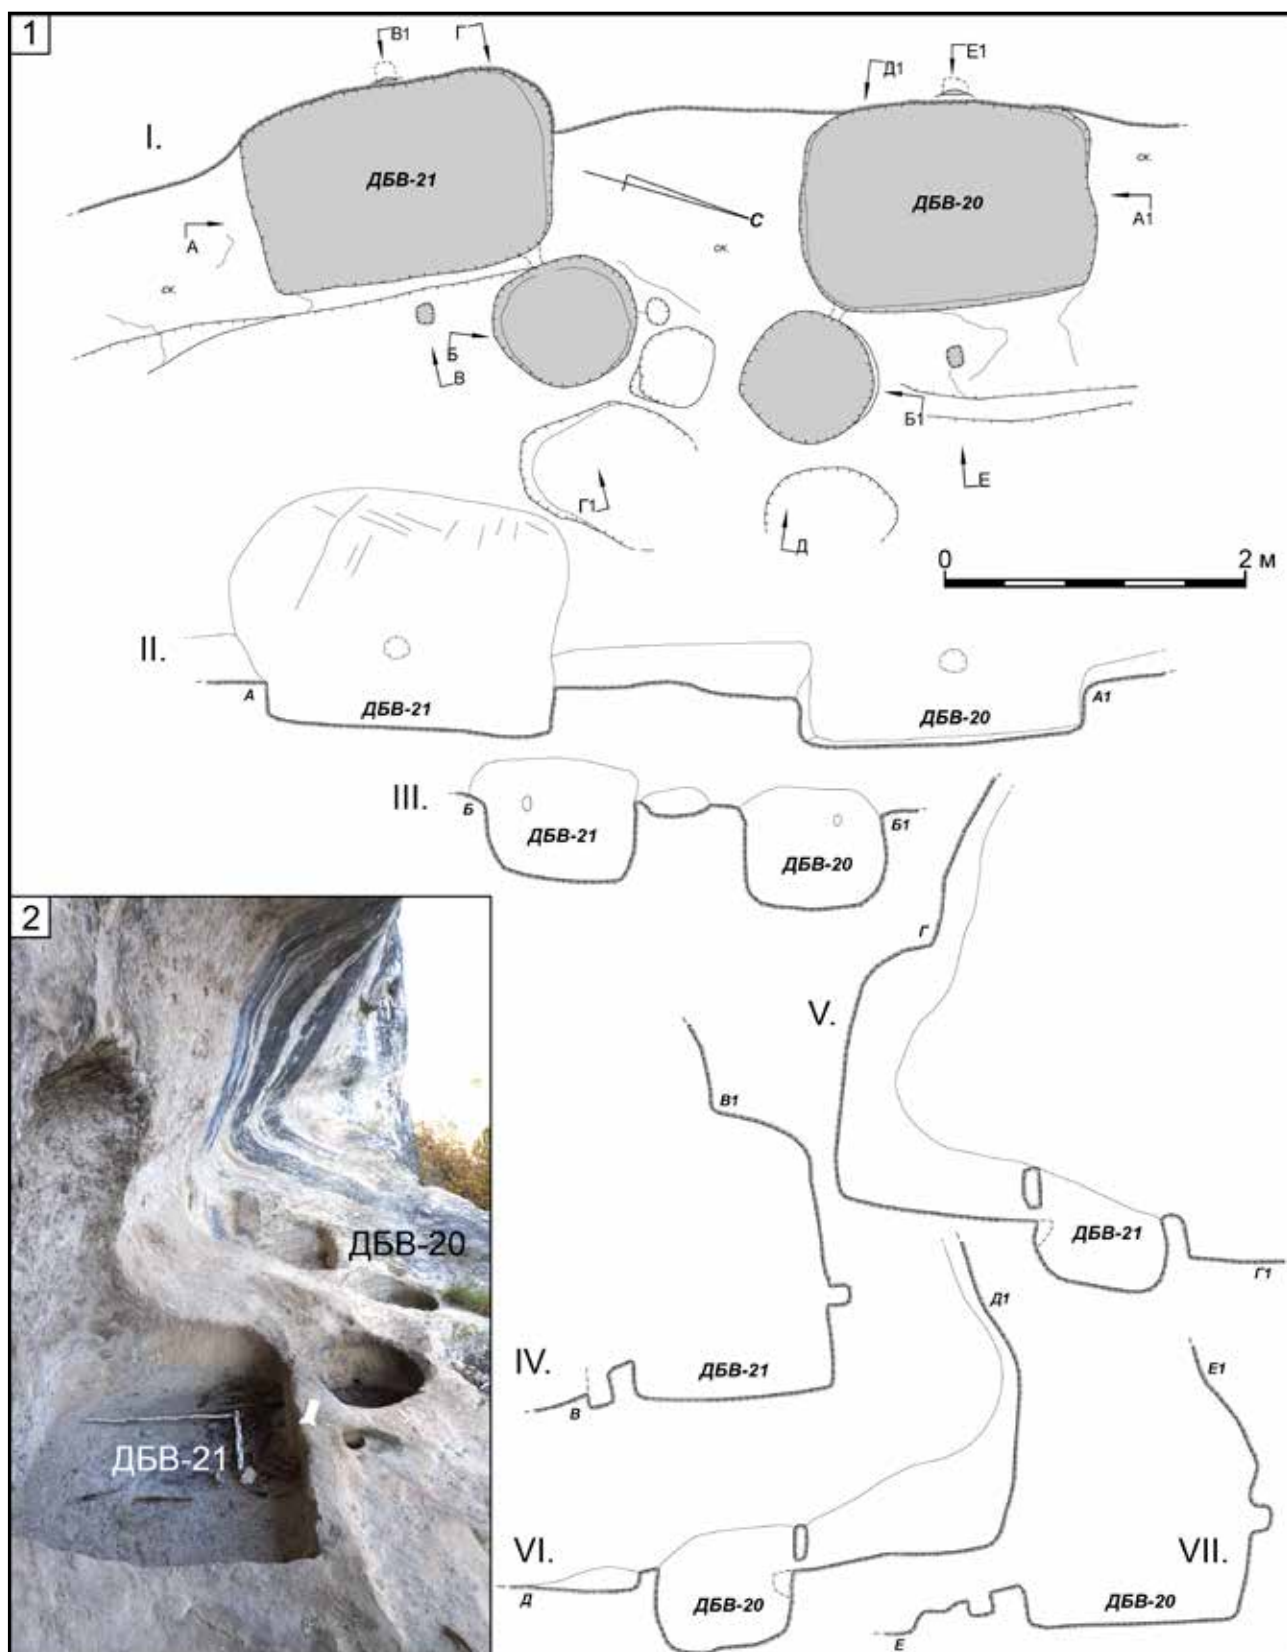 1
В1
Г
Д1
Е1
I.
ДБВ-21
ДБВ-20
ск.
А
С
А1
ск.
ск.
Б
В
Б1
Г1
Д
Е
0
2 м
II.
А
ДБВ-21
ДБВ-20
А1
III.
Б
ДБВ-21
ДБВ-20
Б1
2
ДБВ-20
ДБВ-21
Г
V.
ДБВ-21
Г1
В1
IV.
ДБВ-21
В
Д1
VI.
ДБВ-20
Д
Е1
VII.
ДБВ-20
Е